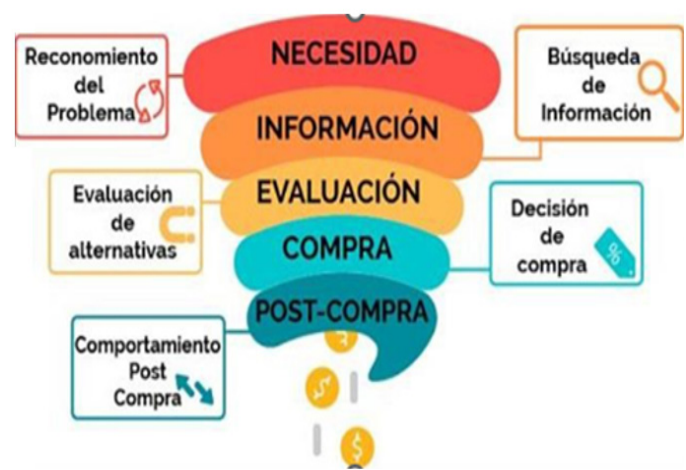 NECESIDAD
Reconomiento
del
Problema
Búsqueda
de
Información
INFORMACIÓN
Evaluación
de
alternativas
EVALUACIÓN
Decisión
de
compra
%
COMPRA
POST-COMPRA
Comportamiento
Post
Compra
$
$
$